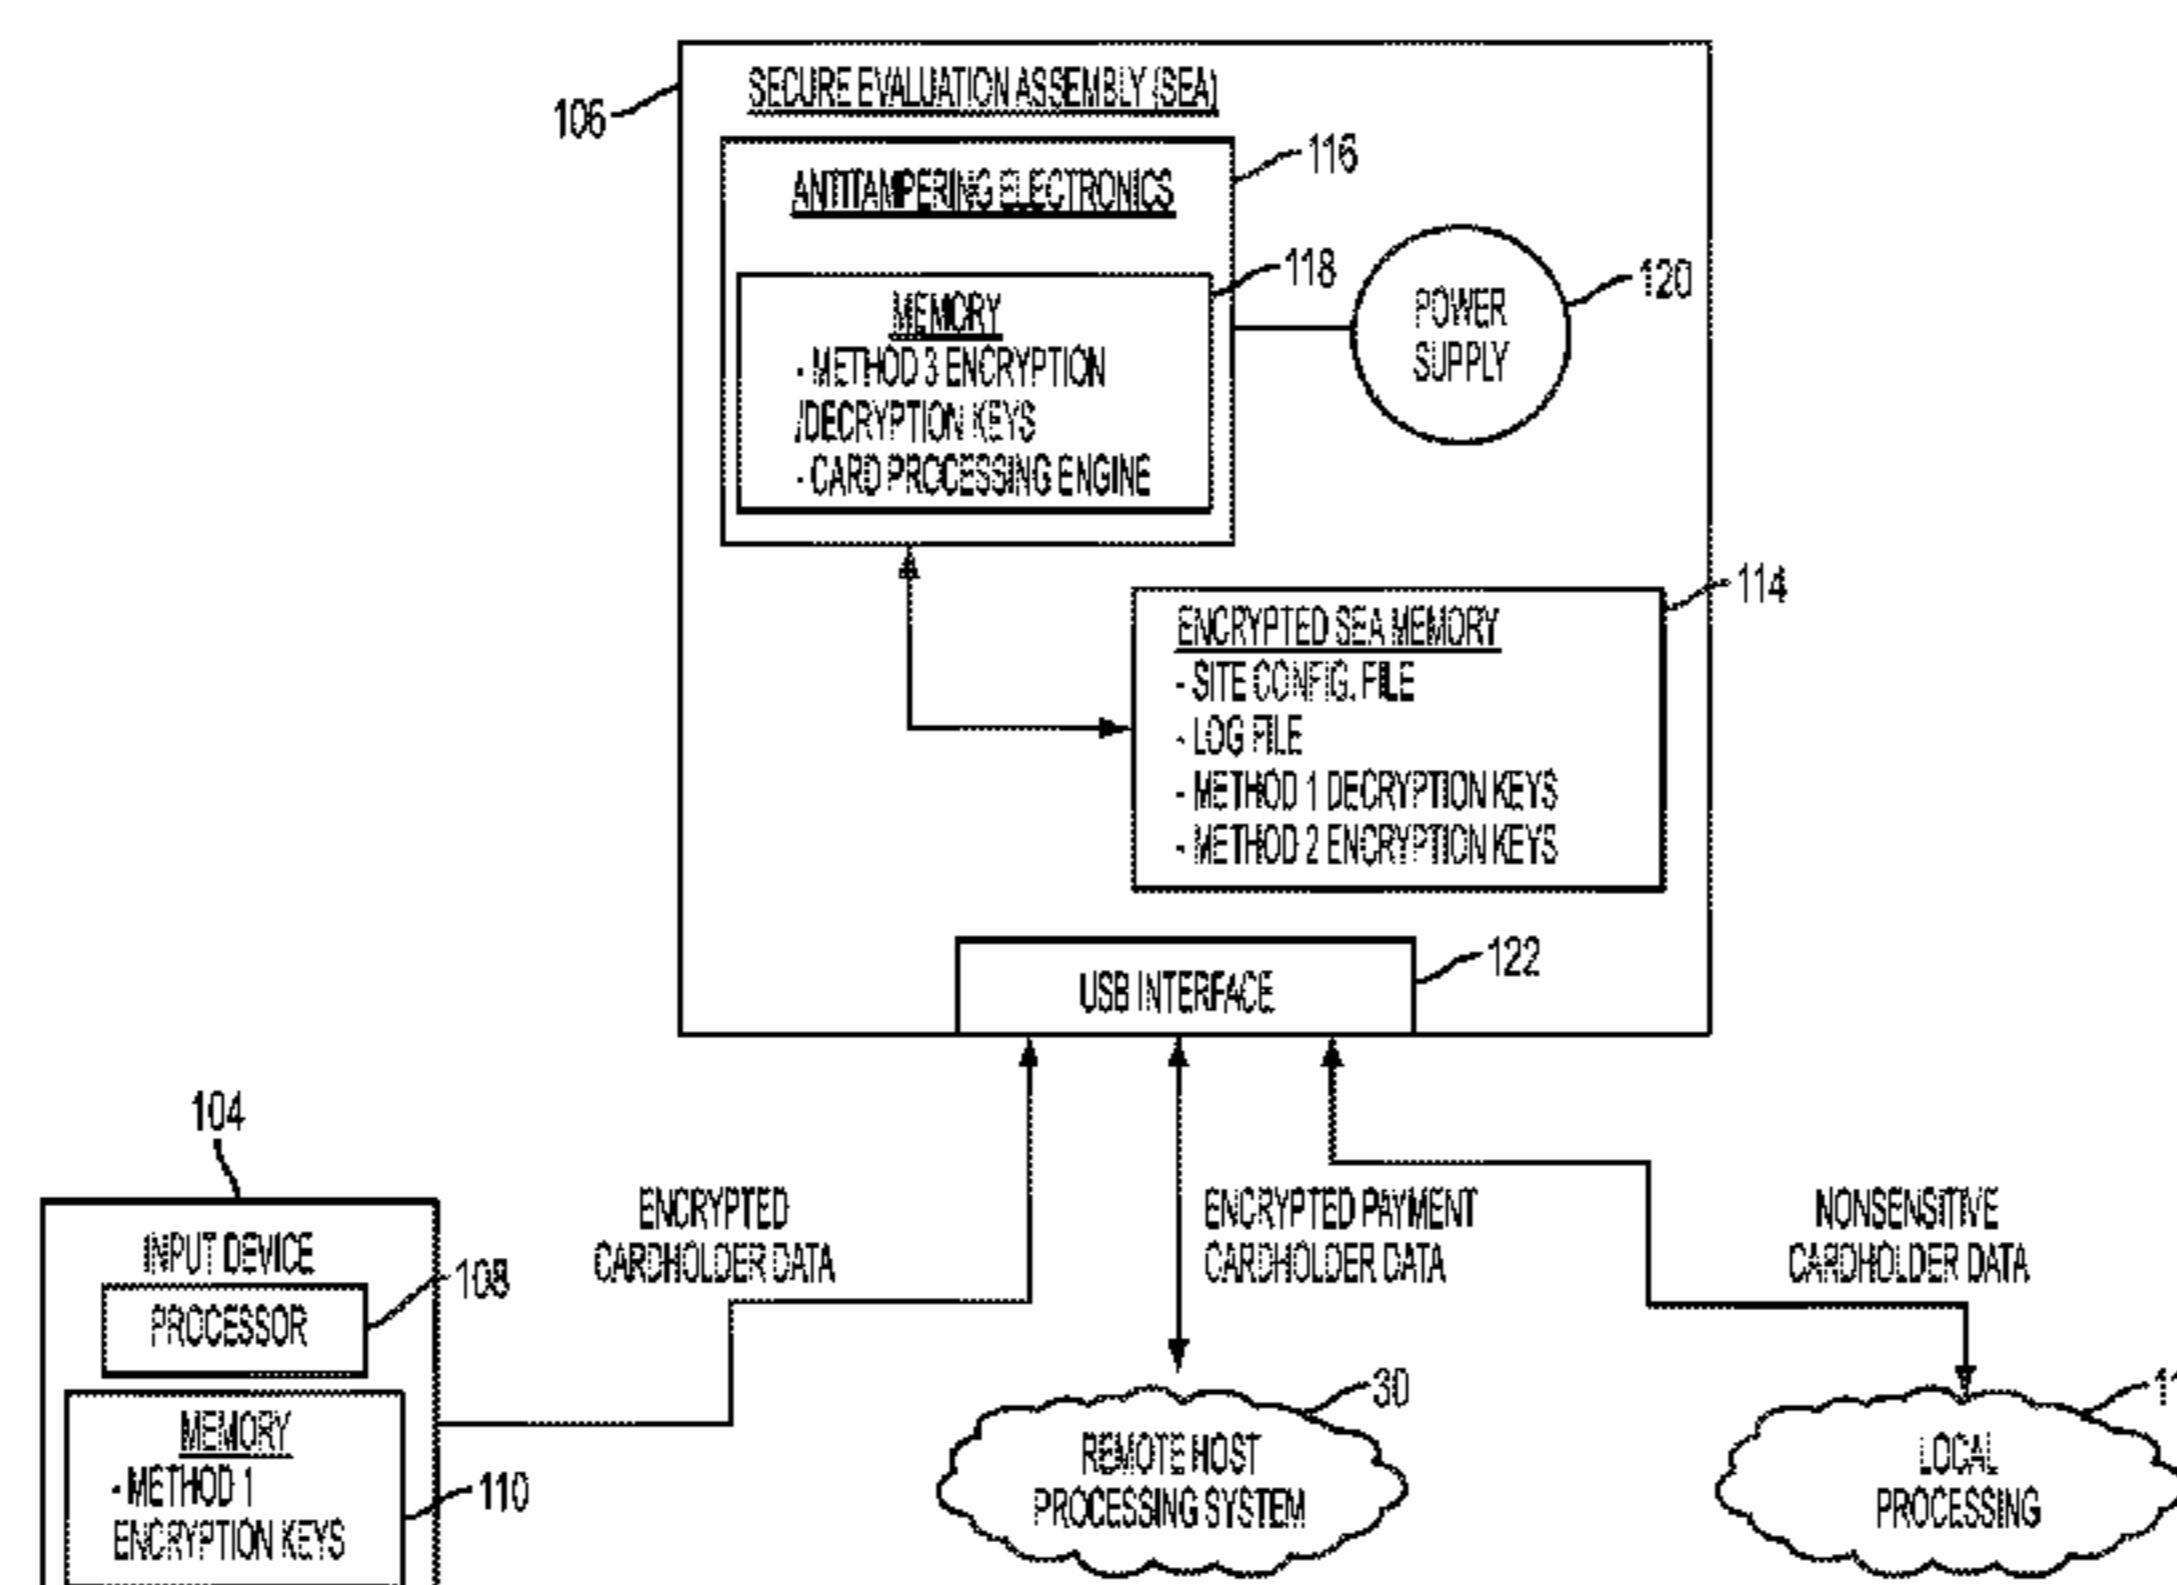 SECURE EVALUATION ASSEMBLY (SEA)
106
116
ANTITAMPERING ELECTRONICS
118
MEMORY
- METHOD 3 ENCRYPTION
/DECRYPTION KEYS
- CARD PROCESSING ENGINE
POWER
SUPPLY
120
114
ENCRYPTED SEA MEMORY
- SITE CONFIG. FILE
- LOG FILE
- METHOD 1 DECRYPTION KEYS
- METHOD 2 ENCRYPTION KEYS
USB INTERFACE
122
104
INPUT DEVICE
PROCESSOR
108
MEMORY
- METHOD 1
ENCRYPTION KEYS
110
ENCRYPTED
CARDHOLDER DATA
ENCRYPTED PAYMENT
CARDHOLDER DATA
NONSENSITIVE
CARDHOLDER DATA
30
REMOTE HOST
PROCESSING SYSTEM
LOCAL
PROCESSING